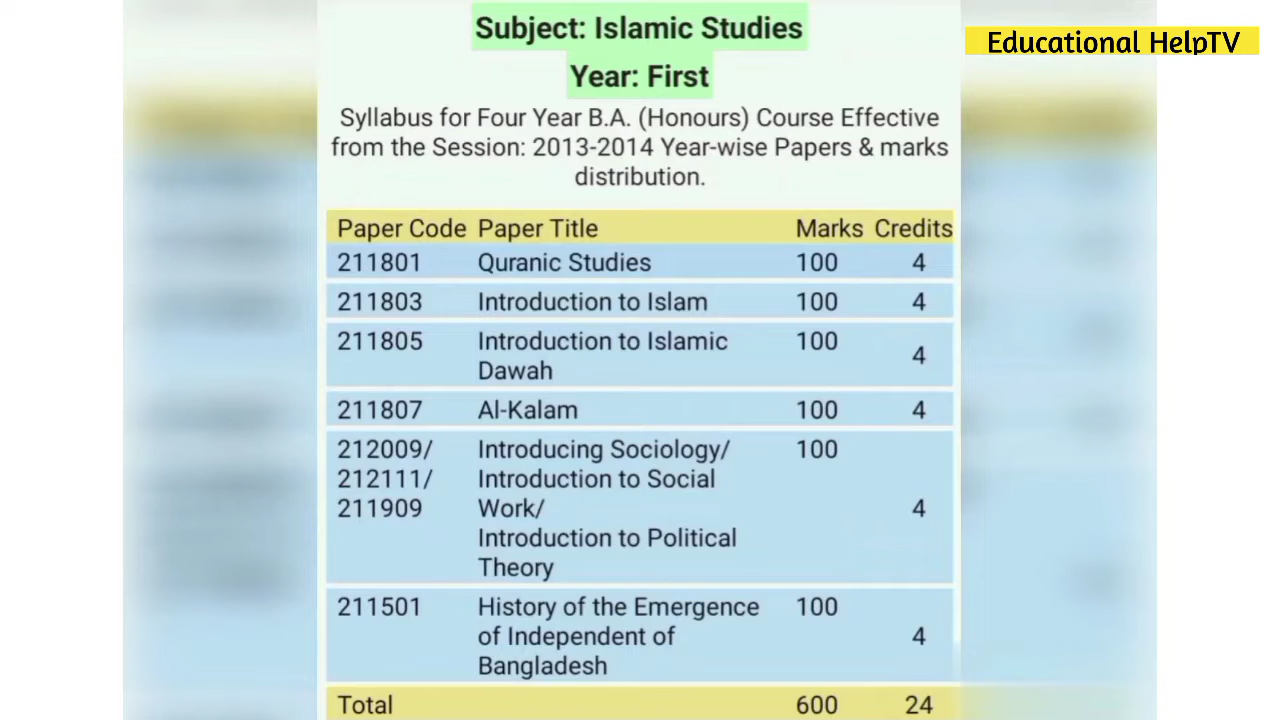 Subject: Islamic Studies
Educational HelpTV
Year: First
Syllabus for Four Year B.A. (Honours) Course Effective
from the Session: 2013-2014 Year-wise Papers & marks
distribution.
Paper Code Paper Title Marks Credits
211801 Quranic Studies 100 4
211803 Introduction to Islam 100 4
211805 Introduction to Islamic 100
4
Dawah
211807 Al-Kalam 100 4
212009/ Introducing Sociology/ 100
212111/ Introduction to Social
211909 Work/ 4
Introduction to Political
Theory
211501 History of the Emergence 100
of Independent of 4
Bangladesh
Total 600 24